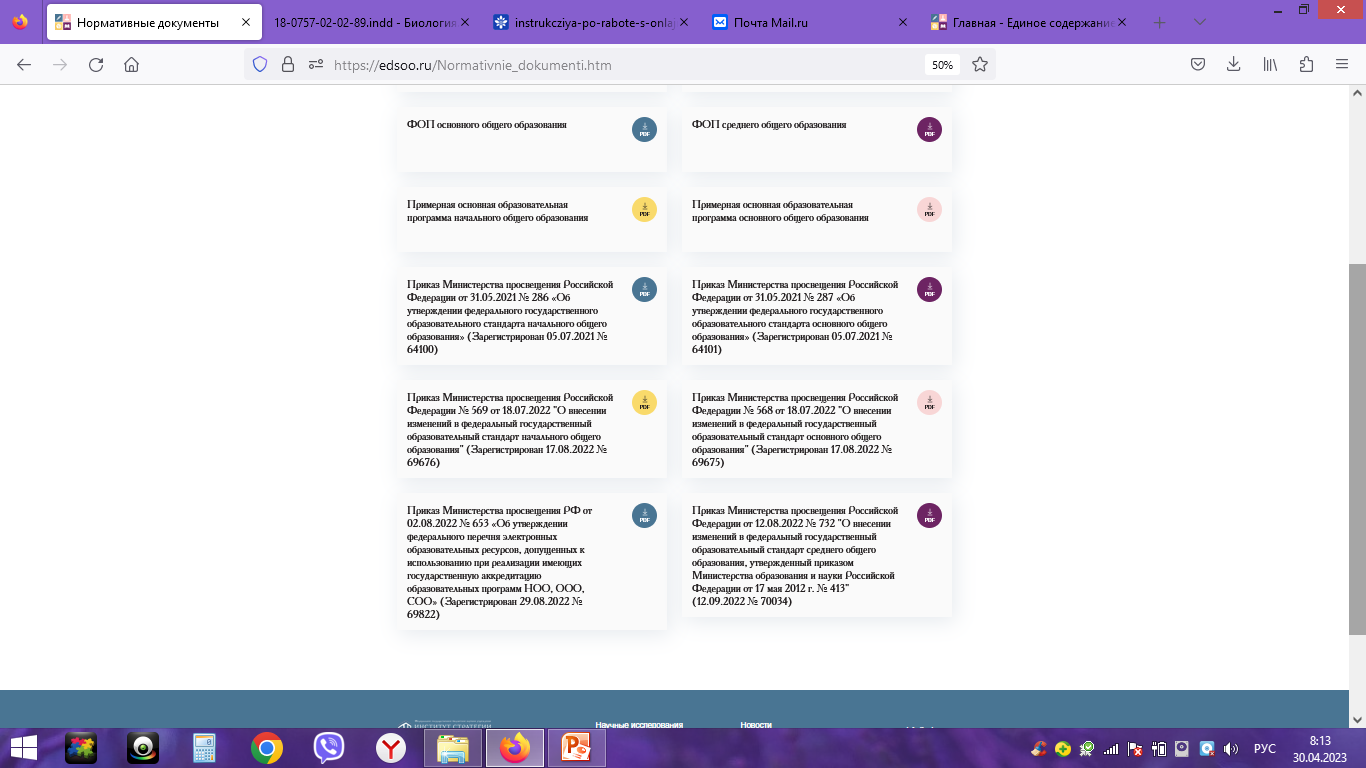 Нормативные документы
18-0757-02-02-89.indd - Биология
instrukcziya-po-rabote-s-onlaj
Почта Mail.ru
Главная - Единое содержание
https://edsoo.ru/Normativnie_dokumenti.htm
50%
ФОП основного общего образования
PDF
ФОП среднего общего образования
PDF
Примерная основная образовательная
программа начального общего образования
PDF
Примерная основная образовательная
программа основного общего образования
PDF
Приказ Министерства просвещения Российской
Федерации от 31.05.2021 № 286 «Об
утверждении федерального государственного
образовательного стандарта начального общего
образования» (Зарегистрирован 05.07.2021 №
64100)
PDF
Приказ Министерства просвещения Российской
Федерации от 31.05.2021 № 287 «Об
утверждении федерального государственного
образовательного стандарта основного общего
образования» (Зарегистрирован 05.07.2021 №
64101)
PDF
Приказ Министерства просвещения Российской
Федерации № 569 от 18.07.2022 "О внесении
изменений в федеральный государственный
образовательный стандарт начального общего
образования" (Зарегистрирован 17.08.2022 №
69676)
PDF
Приказ Министерства просвещения Российской
Федерации № 568 от 18.07.2022 "О внесении
изменений в федеральный государственный
образовательный стандарт основного общего
образования" (Зарегистрирован 17.08.2022 №
69675)
PDF
Приказ Министерства просвещения РФ от
02.08.2022 № 653 «Об утверждении
федерального перечня электронных
образовательных ресурсов, допущенных к
использованию при реализации имеющих
государственную аккредитацию
образовательных программ НОО, ООО,
СОО» (Зарегистрирован 29.08.2022 №
69822)
PDF
Приказ Министерства просвещения Российской
Федерации от 12.08.2022 № 732 "О внесении
изменений в федеральный государственный
образовательный стандарт среднего общего
образования, утвержденный приказом
Министерства образования и науки Российской
Федерации от 17 мая 2012 г. № 413"
(12.09.2022 № 70034)
PDF
ИНСТИТУТ СТРАТЕГИИ
Научные исследования
Новости
РУС
8:13
30.04.2023